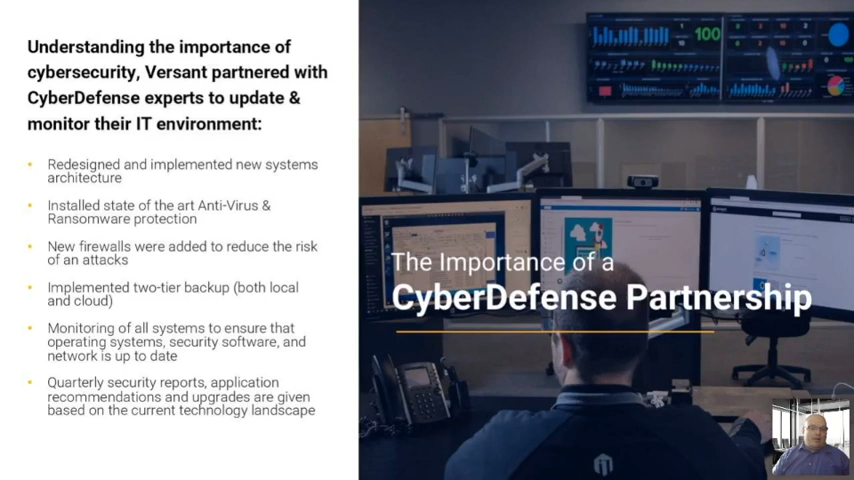 Understanding the importance of
cybersecurity, Versant partnered with
CyberDefense experts to update &
monitor their IT environment:
• Redesigned and implemented new systems
architecture
• Installed state of the art Anti-Virus &
Ransomware protection
• New firewalls were added to reduce the risk
of an attacks
• Implemented two-tier backup (both local
and cloud)
• Monitoring of all systems to ensure that
operating systems, security software, and
network is up to date
• Quarterly security reports, application
recommendations and upgrades are given
based on the current technology landscape
100
The Importance of a
CyberDefense Partnership